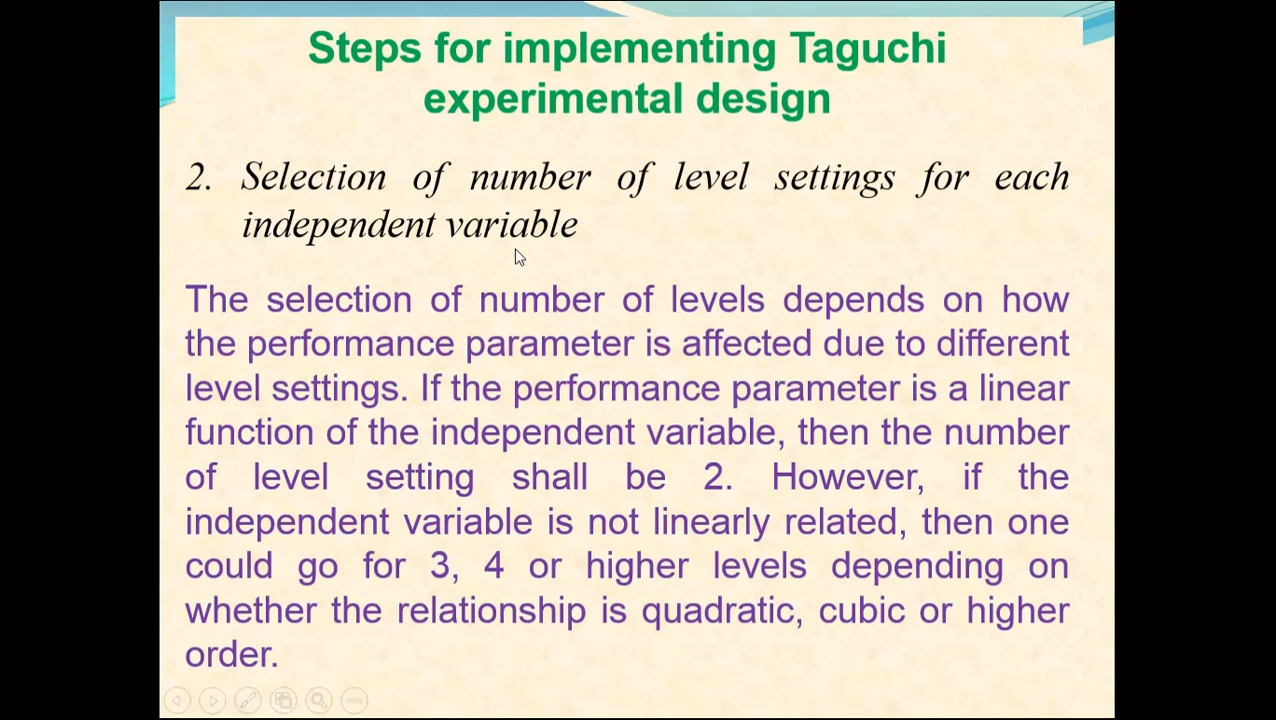 Steps for implementing Taguchi
experimental design
2. Selection of number of level settings for each
independent variable
The selection of number of levels depends on how
the performance parameter is affected due to different
level settings. If the performance parameter is a linear
function of the independent variable, then the number
of level setting shall be 2. However, if the
independent variable is not linearly related, then one
could go for 3, 4 or higher levels depending on
whether the relationship is quadratic, cubic or higher
order.